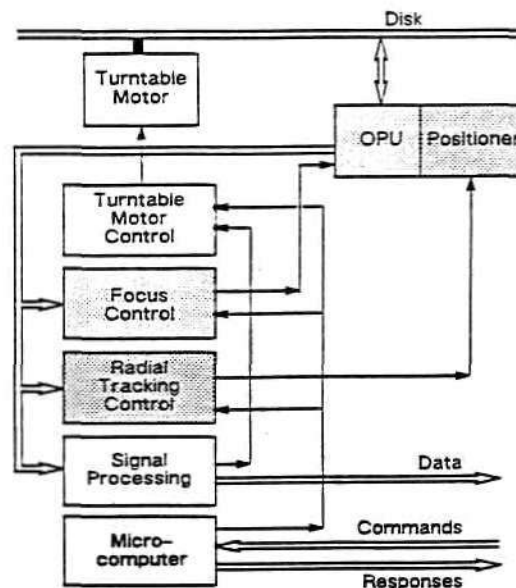 Disk
Turntable
Motor
OPU
Positioner
Turntable
Motor
Control
Focus
Control
Radial
Tracking
Control
Signal
Processing
Data
Micro-
computer
Commands
Responses